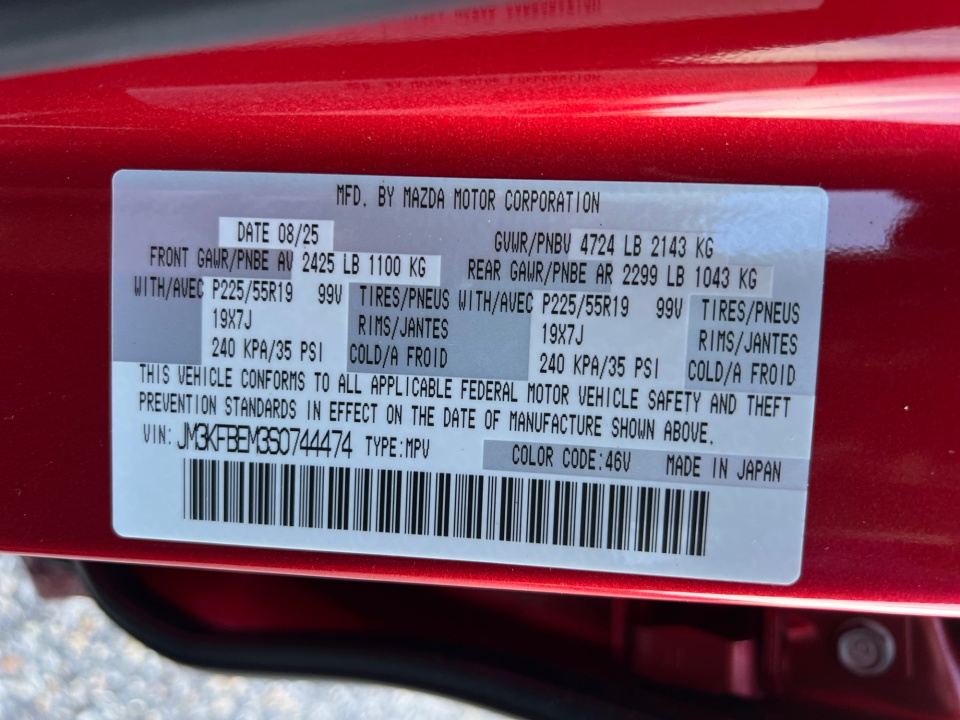 MFD. BY MAZDA MOTOR CORPORATION
DATE 08/25 GVWR/PNBV 4724 LB 2143 KG
FRONT GAWR/PNBE AV 2425 LB 1100 KG REAR GAWR/PNBE AR 2299 LB 1043 KG
WITH/AVEC P225/55R19 99V TIRES/PNEUS WITH/AVEC P225/55R19 99V TIRES/PNEUS
19X7J RIMS/JANTES 19X7J RIMS/JANTES
240 KPA/35 PSI COLD/A FROID 240 KPA/35 PSI COLD/A FROID
THIS VEHICLE CONFORMS TO ALL APPLICABLE FEDERAL MOTOR VEHICLE SAFETY AND THEFT
PREVENTION STANDARDS IN EFFECT ON THE DATE OF MANUFACTURE SHOWN ABOVE.
VIN: JM3KFBEM3S0744474 TYPE:MPV COLOR CODE:46V MADE IN JAPAN